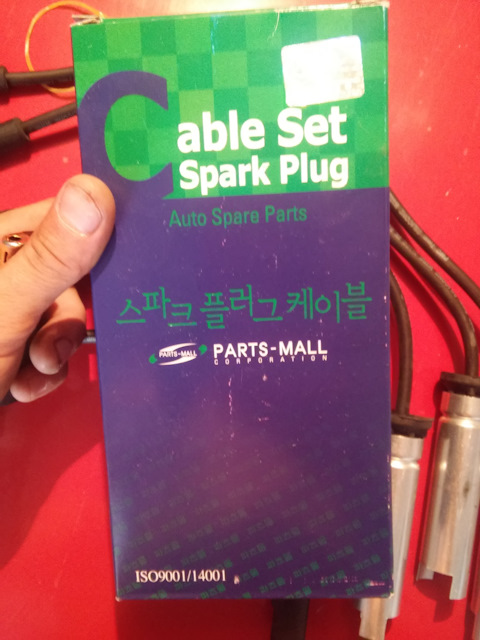 Cable Set
Spark Plug
Auto Spare Parts
스파크 플러그 케이블
PARTS-MALL PARTS-MALL
CORPORATION
ISO9001/14001